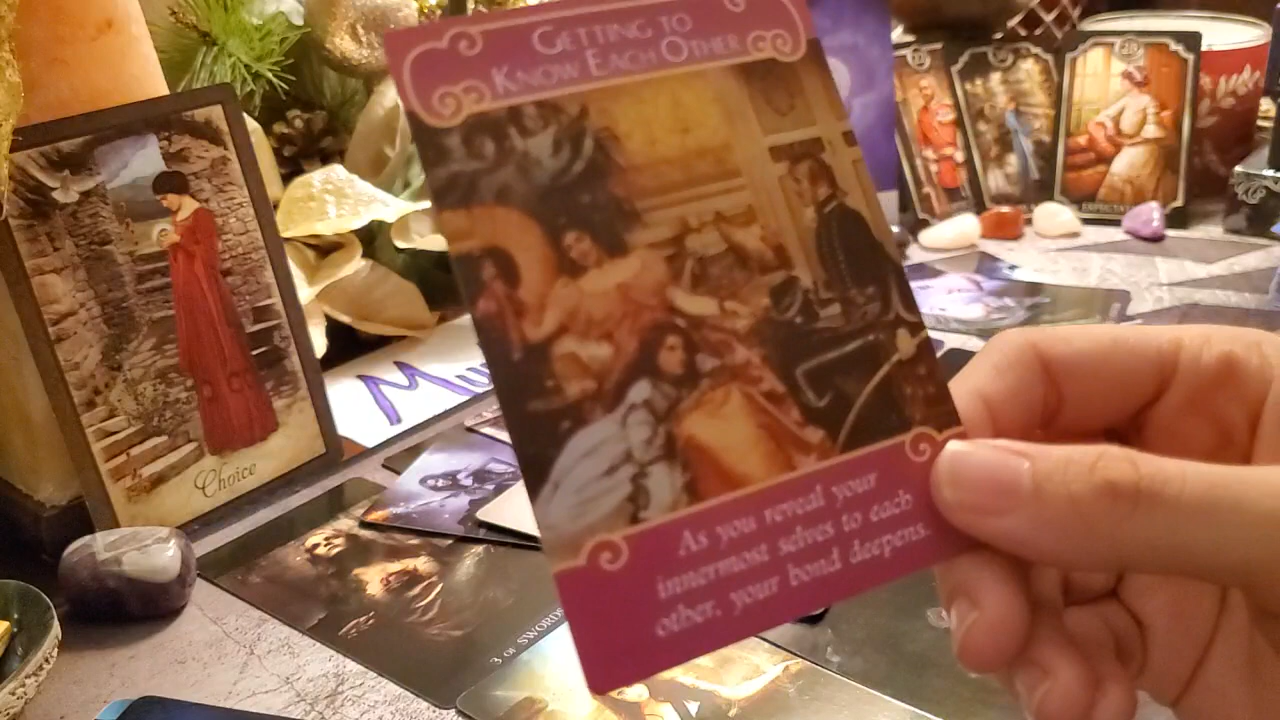 GETTING TO
KNOW EACH OTHER
As you reveal your
innermost selves to each
other, your bond deepens.
Choice
Mu
3 OF SWORDS